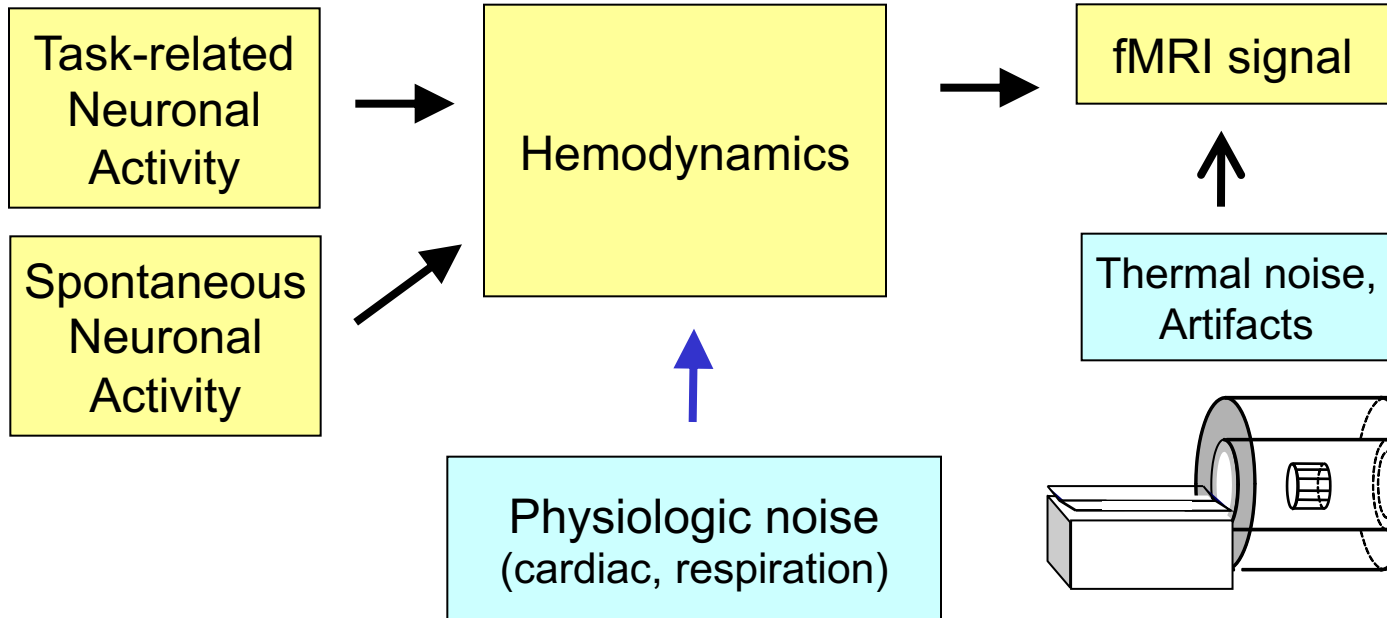 Task-related
Neuronal
Activity
Hemodynamics
fMRI signal
Spontaneous
Neuronal
Activity
Thermal noise,
Artifacts
Physiologic noise
(cardiac, respiration)